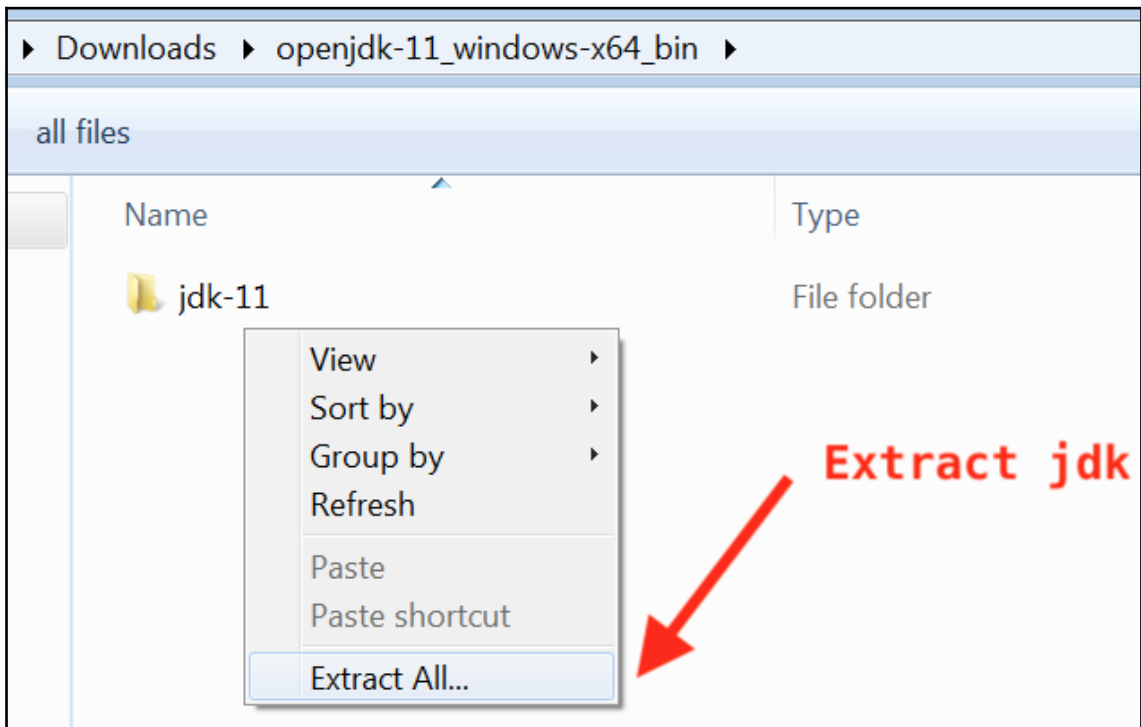 Downloads openjdk-11_windows-x64_bin
all files
Name Type
jdk-11 File folder
View
Sort by
Group by
Refresh
Paste
Paste shortcut
Extract All...
Extract jdk